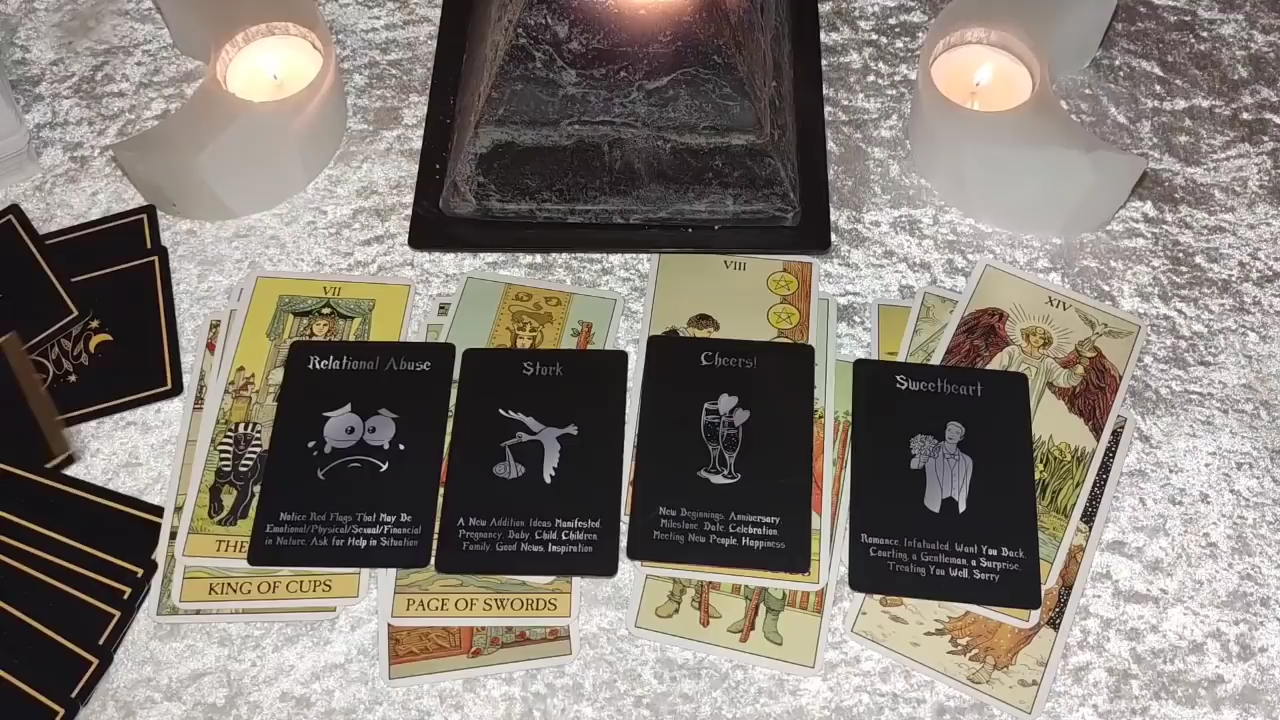 VII
VIII
XIV
Relational Abuse
Notice Red Flags That May Be
Emotional/Physical/Sexual/Financial
in Nature, Ask for Help in Situation
THE
KING OF CUPS
Stork
A New Addition, Ideas Manifested,
Pregnancy, Baby, Child, Children,
Family, Good News, Inspiration
PAGE OF SWORDS
Cheers!
New Beginnings, Anniversary,
Milestone, Date, Celebration,
Meeting New People, Happiness
Sweetheart
Romance, Infatuated, Want You Back,
Courting, a Gentleman, a Surprise,
Treating You Well, Sorry